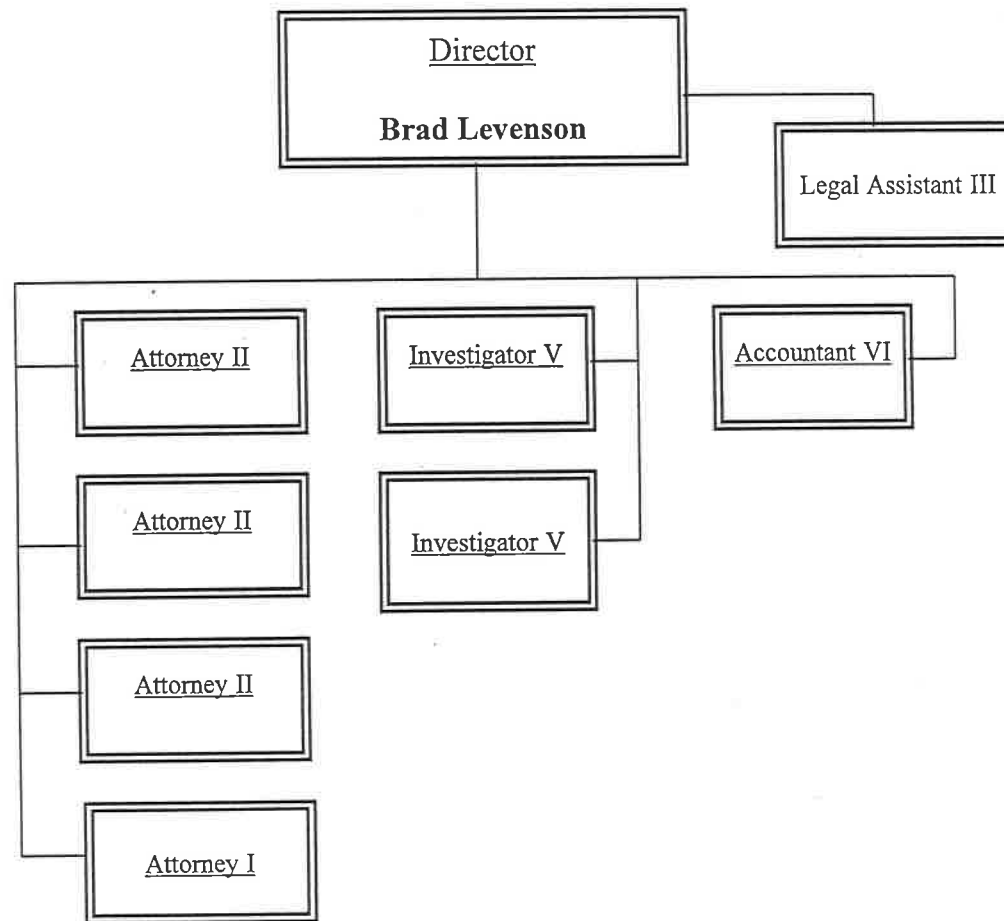 Director
Brad Levenson
Legal Assistant III
Attorney II
Investigator V
Accountant VI
Attorney II
Investigator V
Attorney II
Attorney I